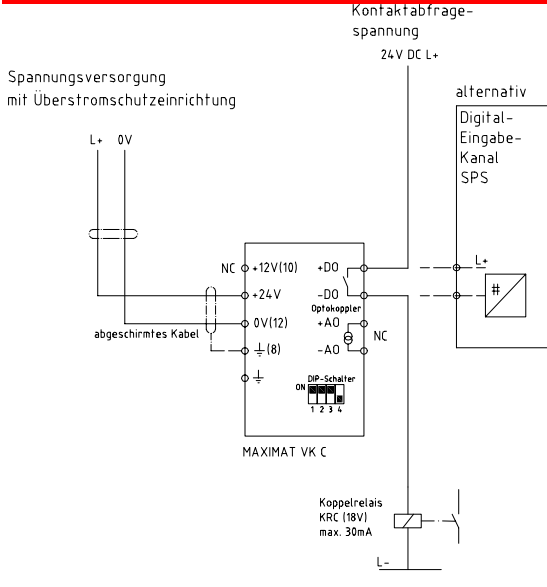 Kontaktabfrage-
spannung
24V DC L+
Spannungsversorgung
mit Überstromschutzeinrichtung
L+ 0V
alternativ
Digital-
Eingabe-
Kanal
SPS
L+
#
NC +12V(10) +DO
+24V -DO
Optokoppler
0V(12) +AO
NC
abgeschirmtes Kabel
(8) -AO
DIP-Schalter
ON
1 2 3 4
MAXIMAT VK C
Koppelrelais
KRC (18V)
max. 30mA
L-